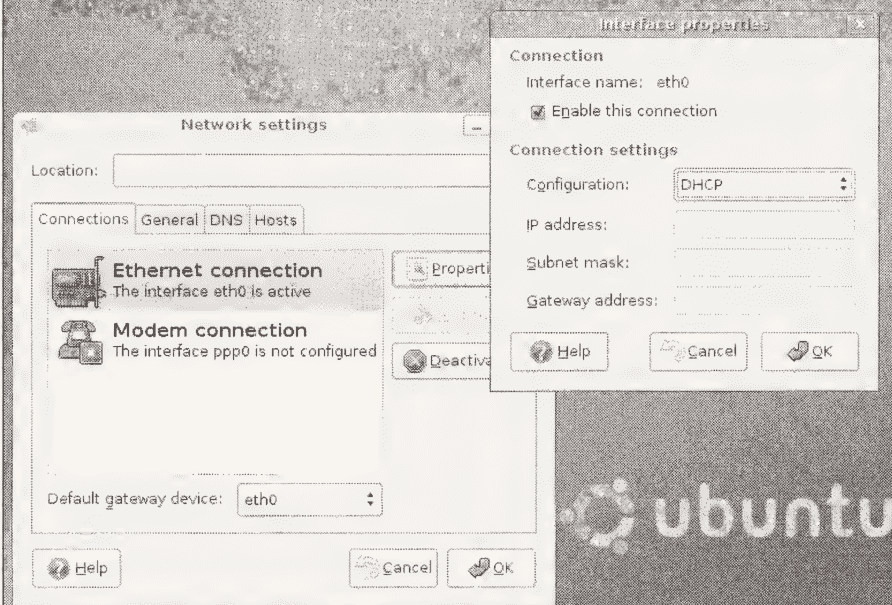 Interface properties
Connection
Interface name: eth0
Enable this connection
Connection settings
Configuration: DHCP
IP address:
Subnet mask:
Gateway address:
Help Cancel OK
Network settings
Location:
Connections General DNS Hosts
Ethernet connection
The interface eth0 is active
Modem connection
The interface ppp0 is not configured
Properti
Deactiva
Default gateway device: eth0
Help Cancel OK
ubuntu